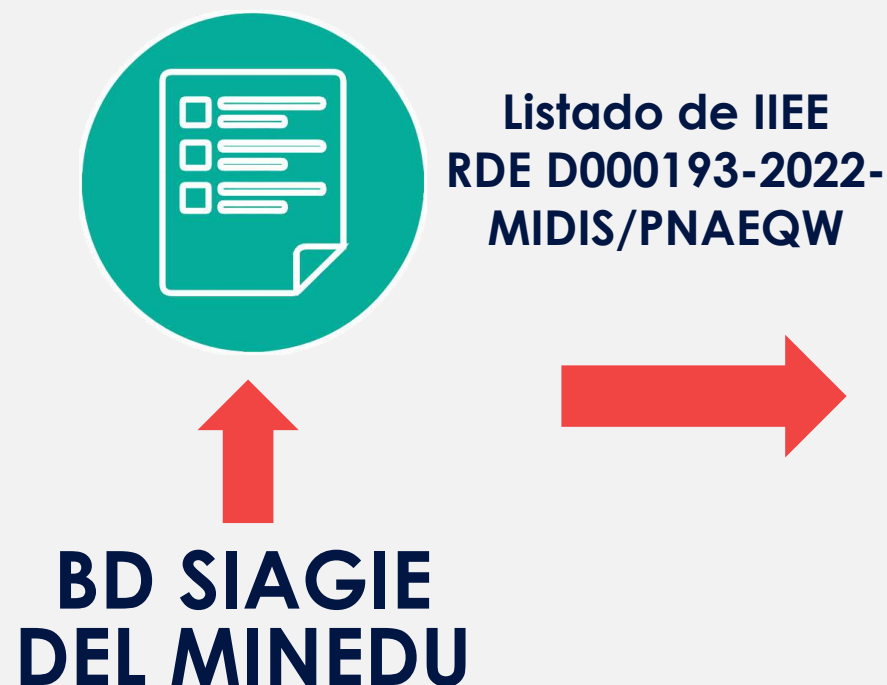 Listado de IIEE
RDE D000193-2022-
MIDIS/PNAEQW
BD SIAGIE
DEL MINEDU